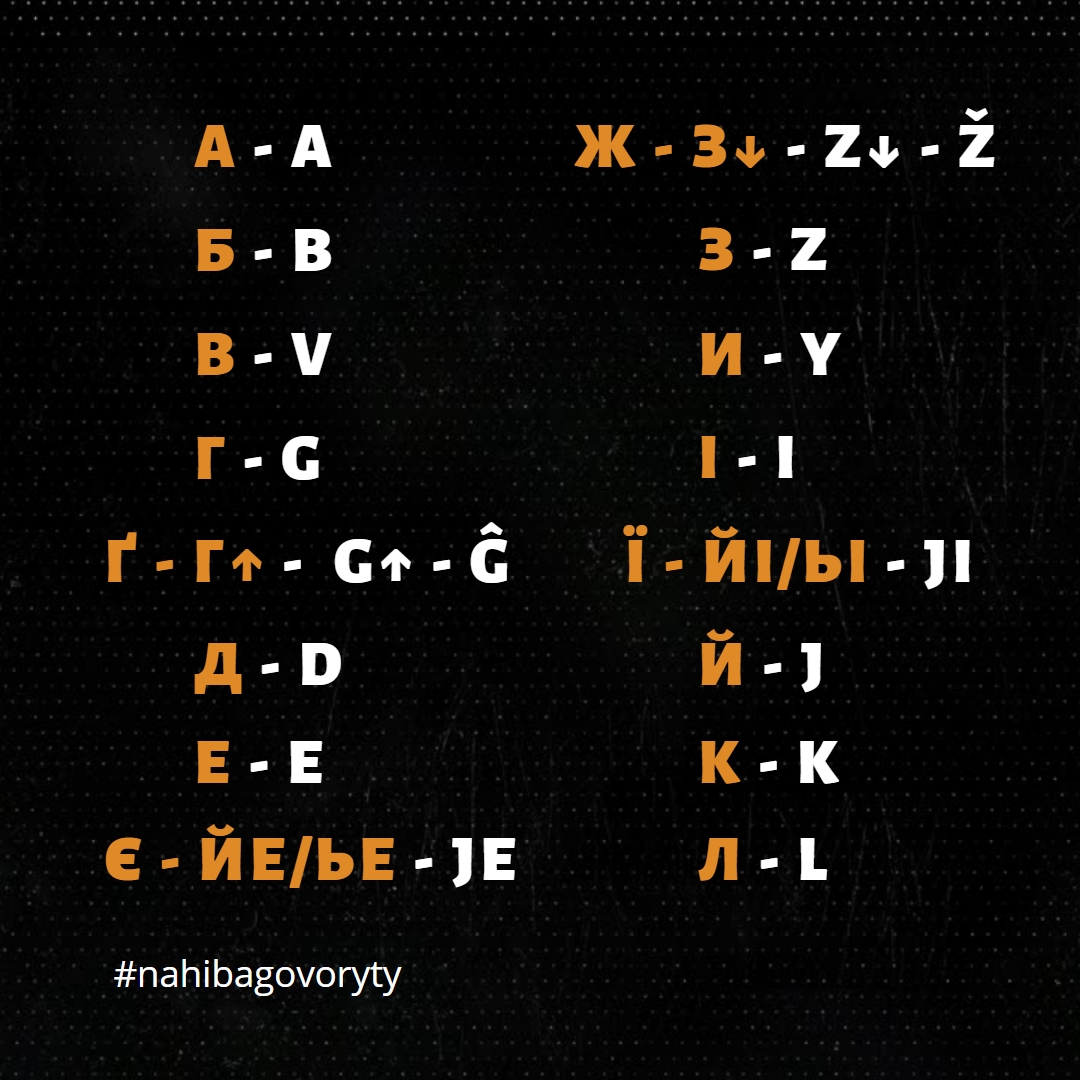 А - A
Б - B
В - V
Г - G
Ґ - Г↑ - G↑ - Ĝ
Д - D
Е - E
Є - ЙЕ/ЬЕ - JE
Ж - З↓ - Z↓ - Ž
З - Z
И - Y
І - I
Ї - ЙІ/ЬІ - JI
Й - J
К - K
Л - L
#nahibagovoryty